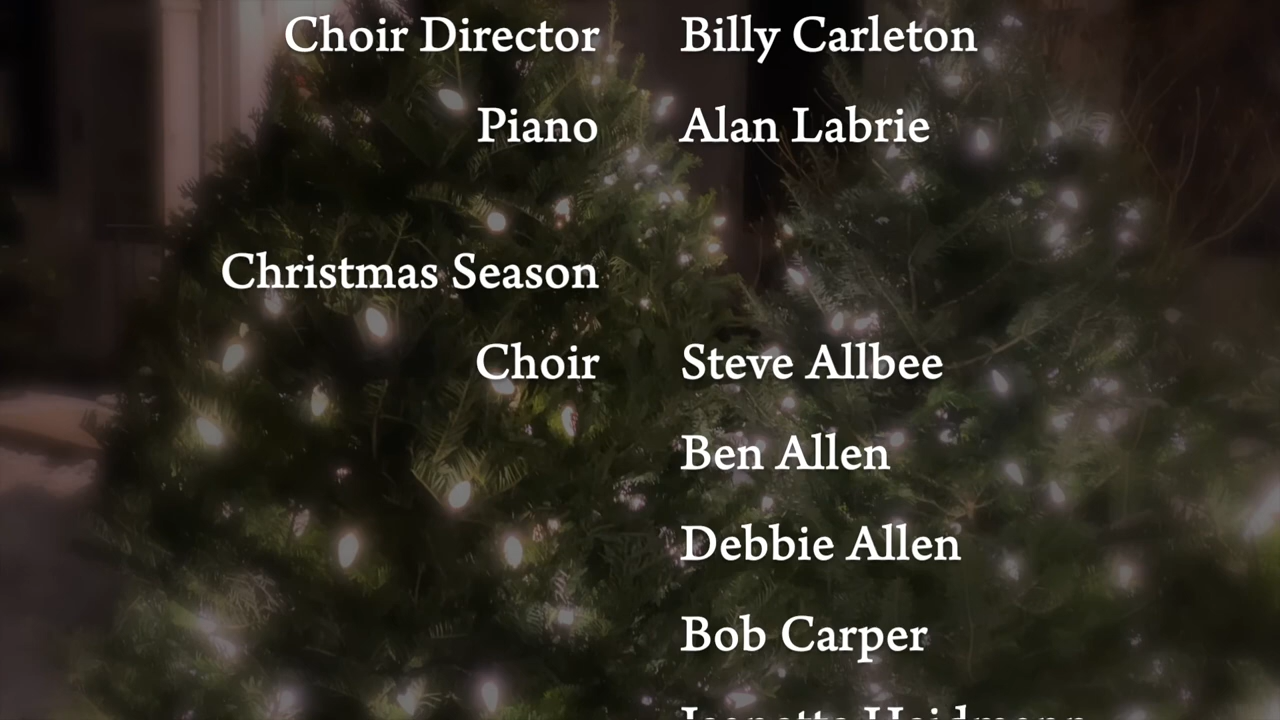 Choir Director Billy Carleton
Piano Alan Labrie
Christmas Season
Choir Steve Allbee
Ben Allen
Debbie Allen
Bob Carper